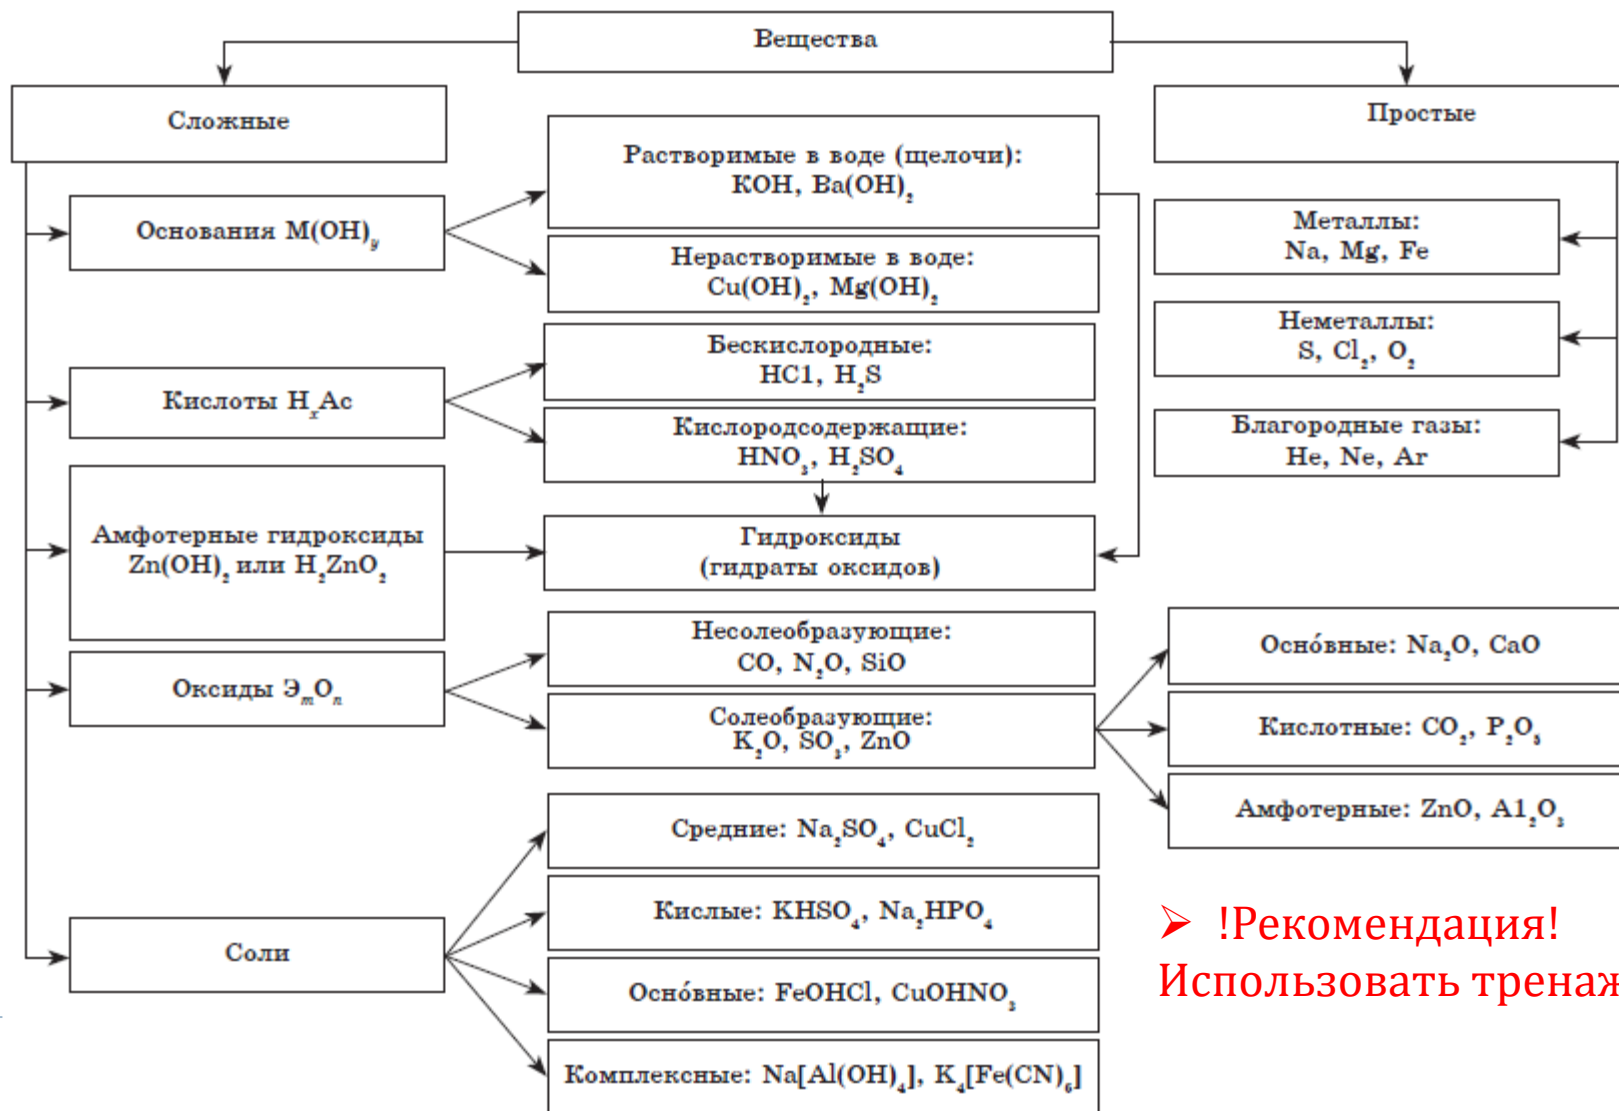 Вещества
Сложные
Простые
Растворимые в воде (щелочи):
KOH, Ba(OH)₂
Основания M(OH)y
Нерастворимые в воде:
Cu(OH)₂, Mg(OH)₂
Металлы:
Na, Mg, Fe
Неметаллы:
S, Cl₂, O₂
Благородные газы:
He, Ne, Ar
Бескислородные:
HC1, H₂S
Кислоты HₓAc
Кислородсодержащие:
HNO₃, H₂SO₄
Амфотерные гидроксиды
Zn(OH)₂ или H₂ZnO₂
Гидроксиды
(гидраты оксидов)
Несолеобразующие:
CO, N₂O, SiO
Оксиды ЭₘOₙ
Солеобразующие:
K₂O, SO₃, ZnO
Оснóвные: Na₂O, CaO
Кислотные: CO₂, P₂O₅
Амфотерные: ZnO, A1₂O₃
Средние: Na₂SO₄, CuCl₂
Кислые: KHSO₄, Na₂HPO₄
Соли
Оснóвные: FeOHCl, CuOHNO₃
Комплексные: Na[Al(OH)₄], K₄[Fe(CN)₆]
➢ !Рекомендация!
Использовать тренаж